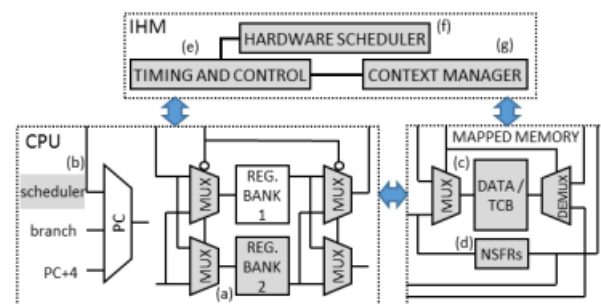 IHM
(f)
HARDWARE SCHEDULER
(e)
(g)
TIMING AND CONTROL
CONTEXT MANAGER
CPU
(b)
scheduler
branch
PC+4
PC
MUX
REG.
BANK
1
MUX
MUX
REG.
BANK
2
MUX
(a)
MAPPED MEMORY
(c)
MUX
DATA /
TCB
DEMUX
(d)
NSFRs